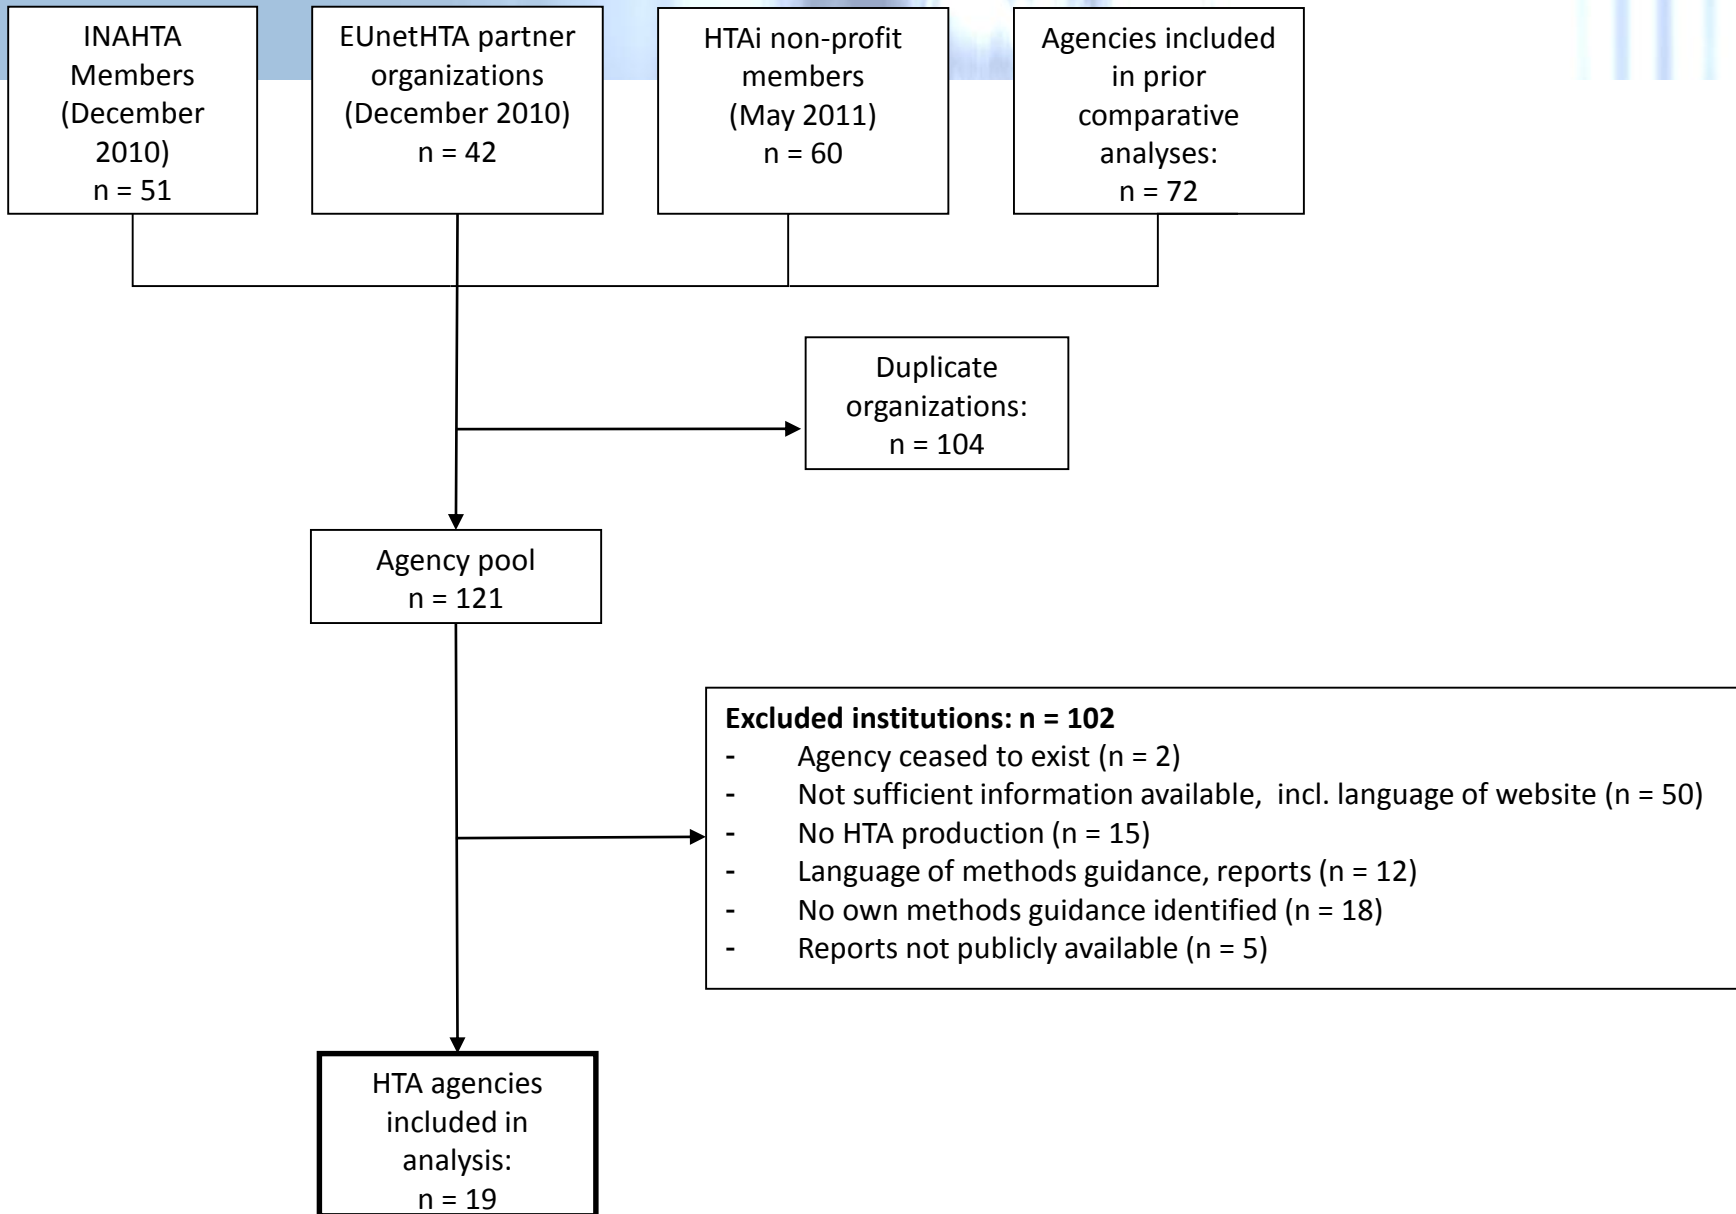 INAHTA
Members
(December
2010)
n = 51
EUnetHTA partner
organizations
(December 2010)
n = 42
HTAi non-profit
members
(May 2011)
n = 60
Agencies included
in prior
comparative
analyses:
n = 72
Duplicate
organizations:
n = 104
Agency pool
n = 121
Excluded institutions: n = 102
- Agency ceased to exist (n = 2)
- Not sufficient information available, incl. language of website (n = 50)
- No HTA production (n = 15)
- Language of methods guidance, reports (n = 12)
- No own methods guidance identified (n = 18)
- Reports not publicly available (n = 5)
HTA agencies
included in
analysis:
n = 19